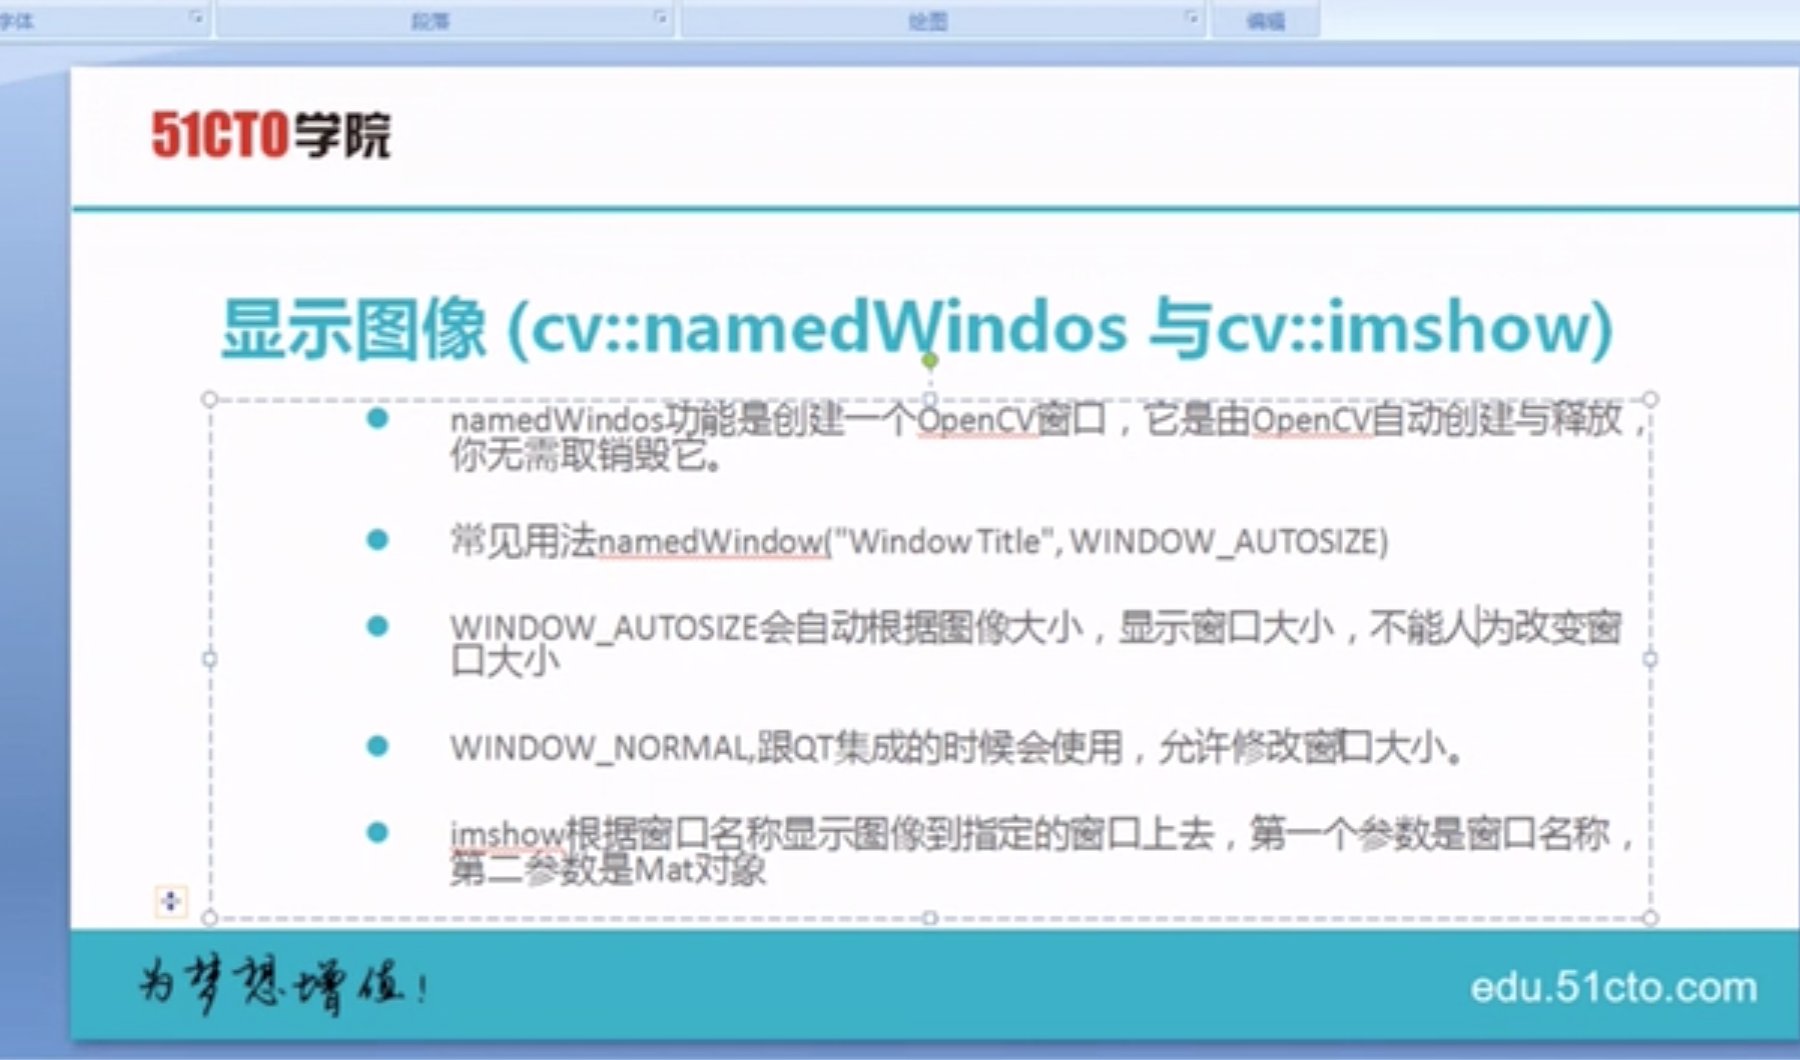 字体 段落 绘图 编辑
51CTO学院
显示图像 (cv::namedWindos 与cv::imshow)
namedWindos功能是创建一个OpenCV窗口，它是由OpenCV自动创建与释放，
你无需取销毁它。
常见用法namedWindow("Window Title", WINDOW_AUTOSIZE)
WINDOW_AUTOSIZE会自动根据图像大小，显示窗口大小，不能人为改变窗
口大小
WINDOW_NORMAL,跟QT集成的时候会使用，允许修改窗口大小。
imshow根据窗口名称显示图像到指定的窗口上去，第一个参数是窗口名称，
第二参数是Mat对象
为梦想增值!
edu.51cto.com